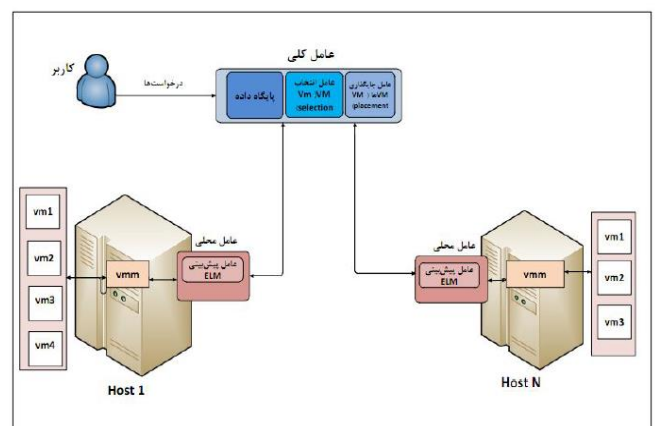 عامل کلی
کاربر
درخواست‌ها
پایگاه داده
عامل انتخاب
Vm ;VM
selection
عامل جایگذاری
VM ) هاVM
placement)
عامل محلی
عامل پیش‌بینی
ELM
vmm
vm1
vm2
vm3
vm4
Host 1
عامل محلی
عامل پیش‌بینی
ELM
vmm
vm1
vm2
vm3
Host N